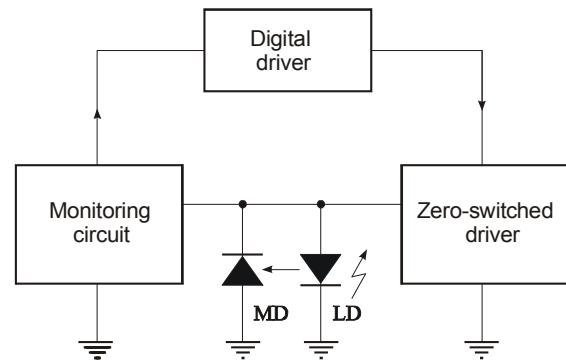 Digital
driver
Monitoring
circuit
Zero-switched
driver
MD
LD